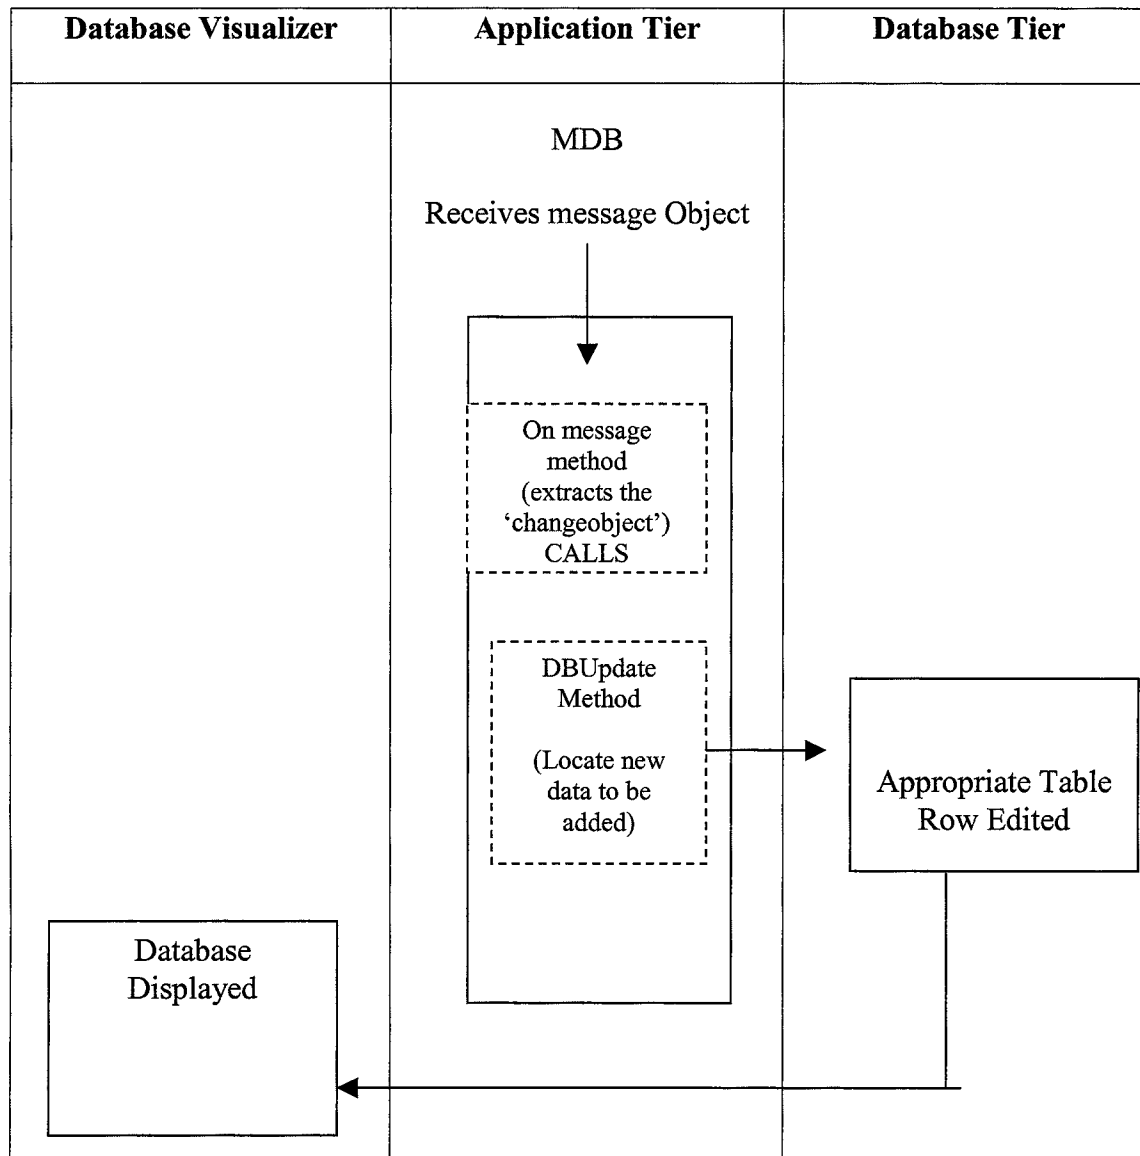 Database Visualizer
Application Tier
Database Tier
MDB
Receives message Object
On message
method
(extracts the
‘changeobject’)
CALLS
DBUpdate
Method
(Locate new
data to be
added)
Appropriate Table
Row Edited
Database
Displayed